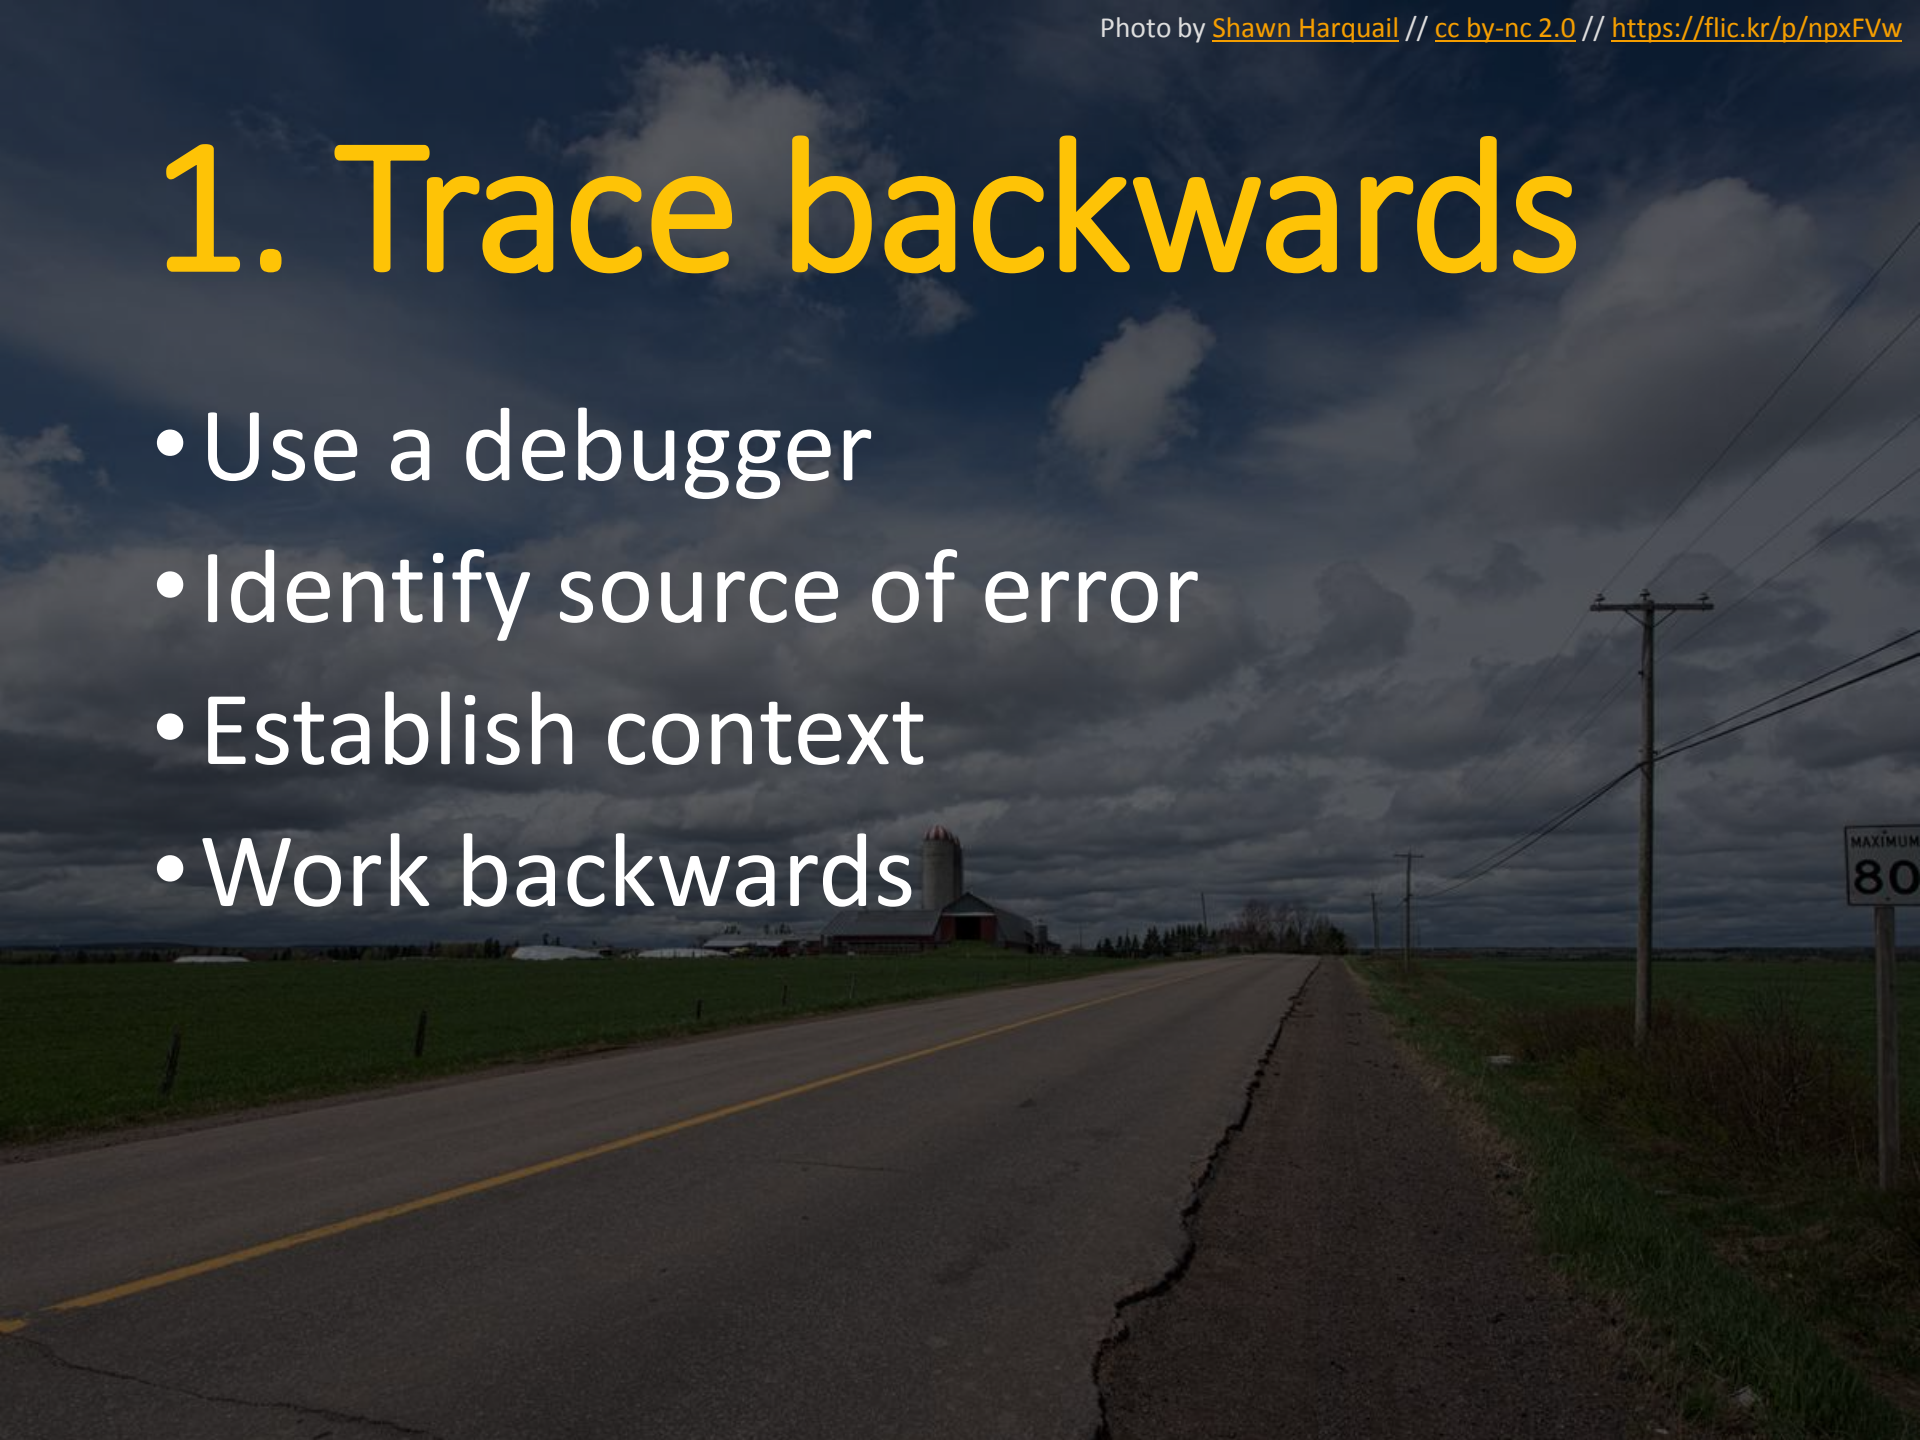 Photo by Shawn Harquail // cc by-nc 2.0 // https://flic.kr/p/npxFVw
1. Trace backwards
•Use a debugger
•Identify source of error
•Establish context
•Work backwards
MAXIMUM
80